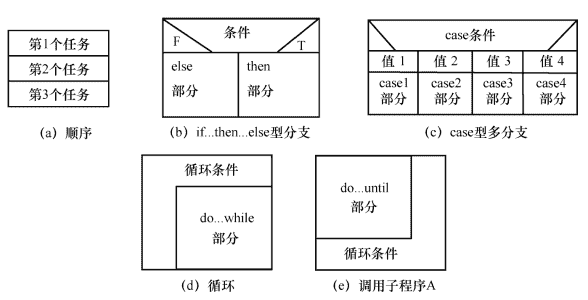 第1个任务
第2个任务
第3个任务
(a) 顺序
条件
F
T
else
部分
then
部分
(b) if...then...else型分支
case条件
值 1
值 2
值 3
值 4
case1
部分
case2
部分
case3
部分
case4
部分
(c) case型多分支
循环条件
do...while
部分
(d) 循环
do...until
部分
循环条件
(e) 调用子程序A